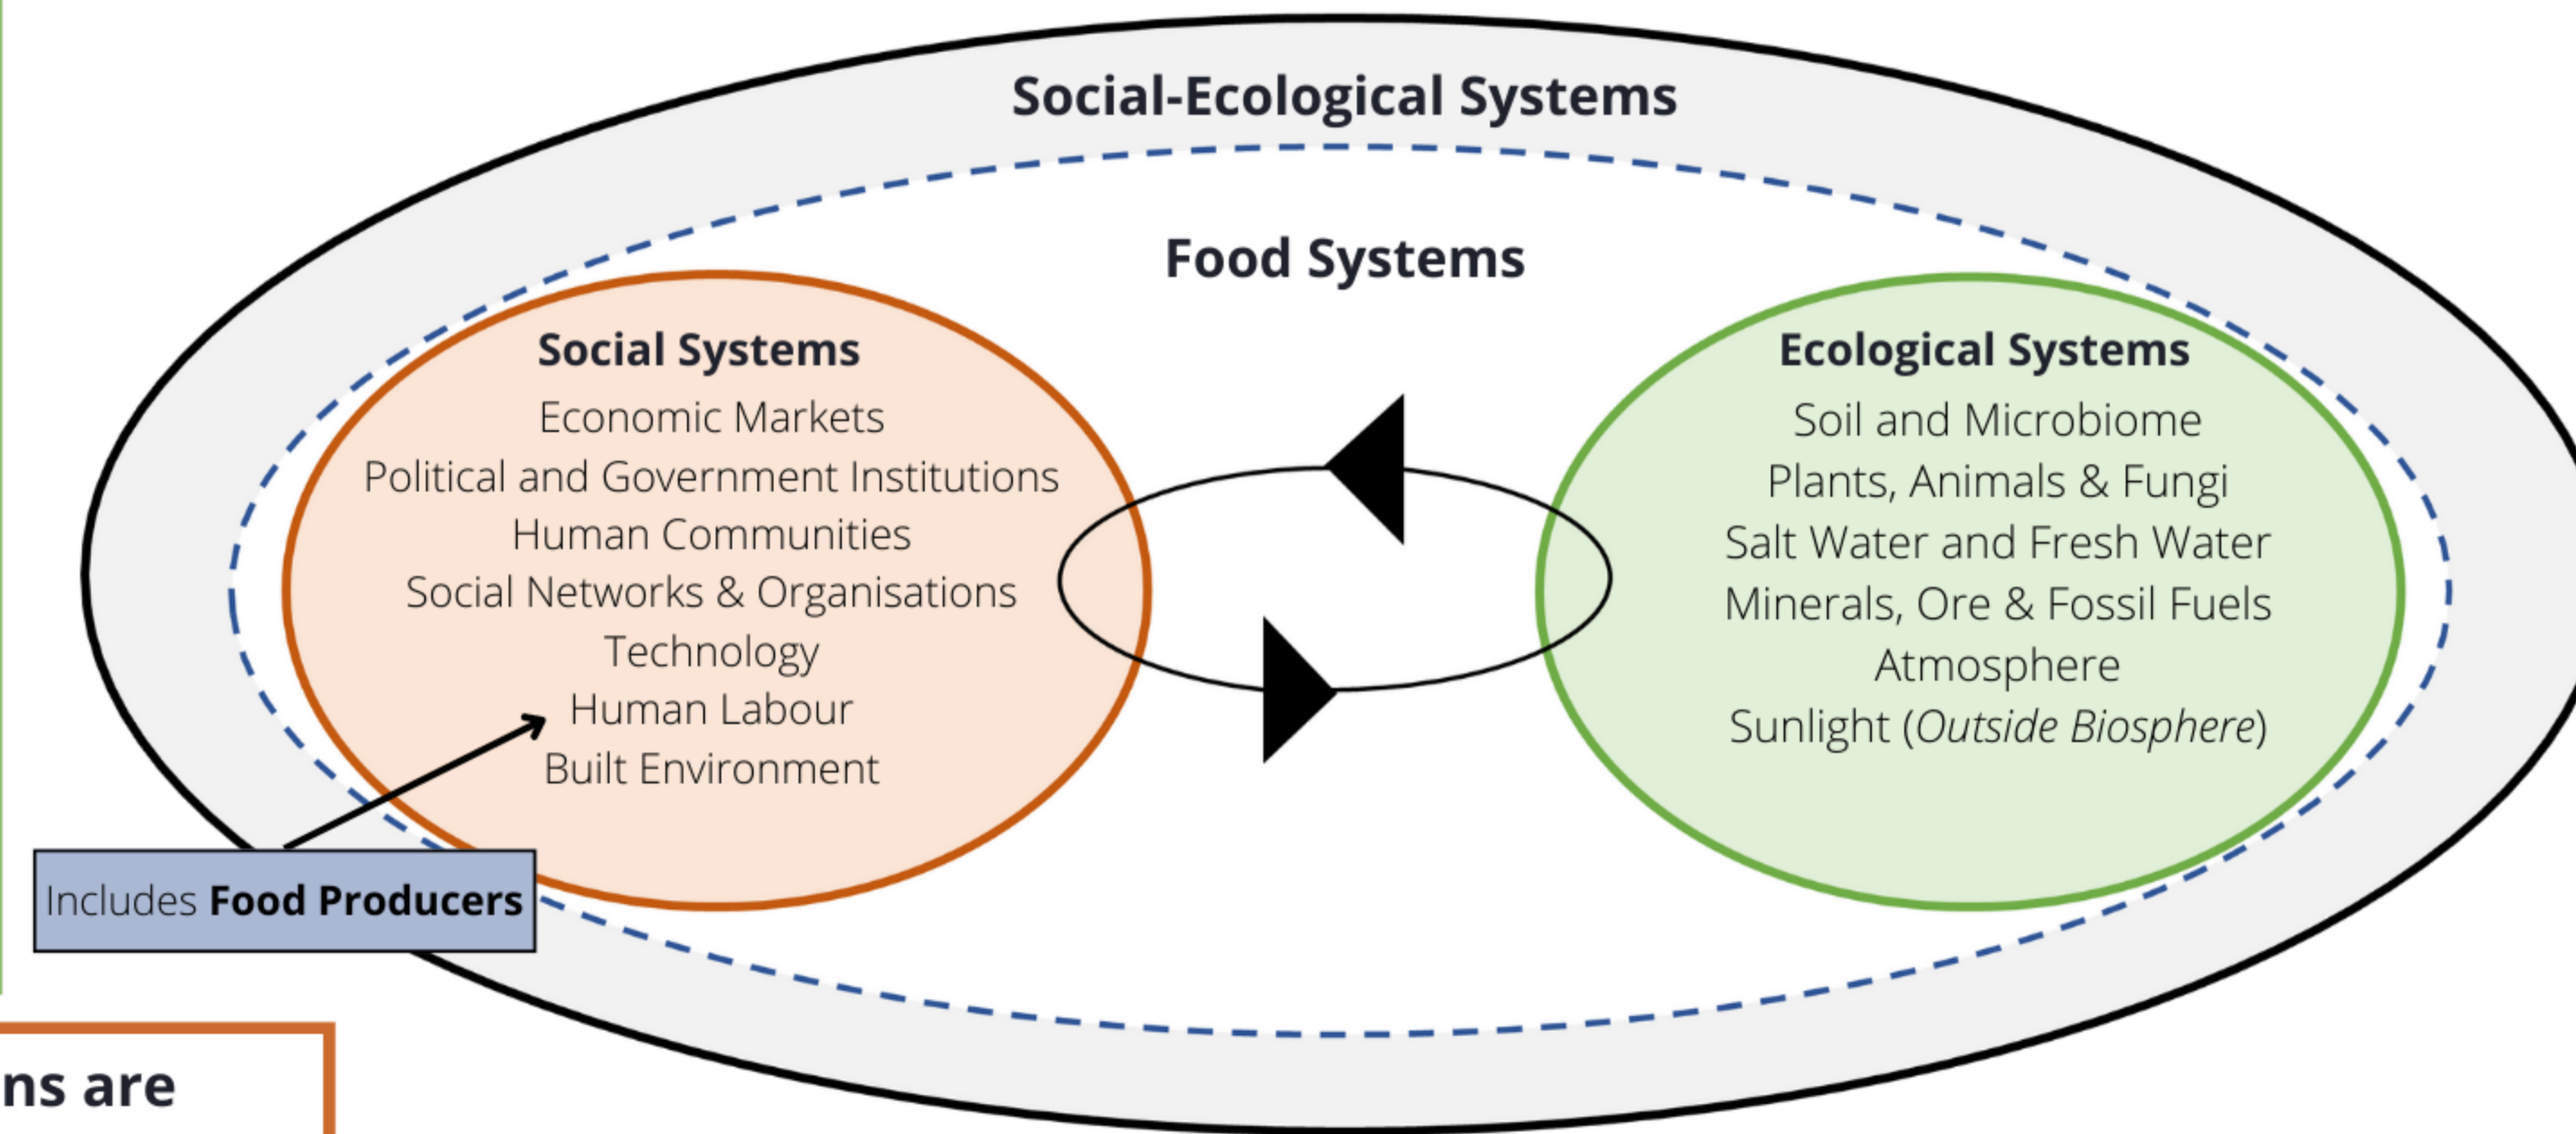 Social-Ecological Systems
Food Systems
Social Systems
Economic Markets
Political and Government Institutions
Human Communities
Social Networks & Organisations
Technology
Human Labour
Built Environment
Ecological Systems
Soil and Microbiome
Plants, Animals & Fungi
Salt Water and Fresh Water
Minerals, Ore & Fossil Fuels
Atmosphere
Sunlight (Outside Biosphere)
Includes Food Producers
ns are